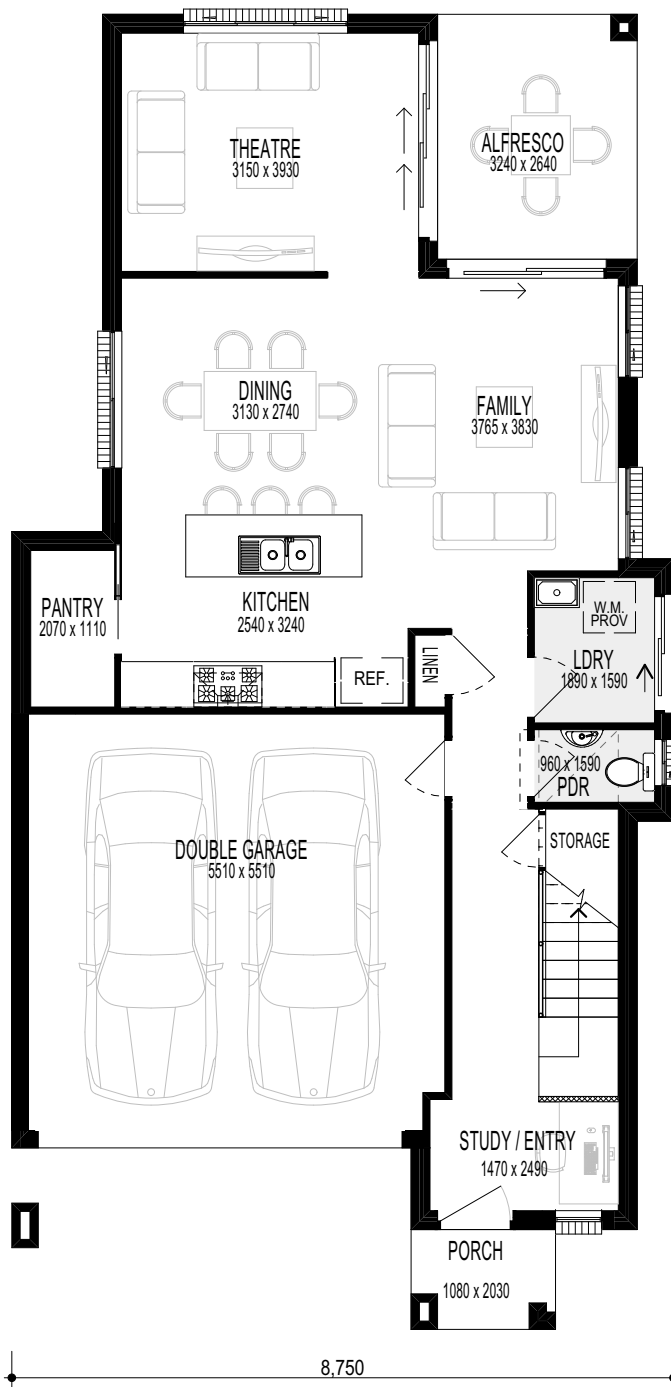 THEATRE
3150 x 3930
ALFRESCO
3240 x 2640
DINING
3130 x 2740
FAMILY
3765 x 3830
PANTRY
2070 x 1110
KITCHEN
2540 x 3240
W.M.
PROV
LDRY
1890 x 1590
LINEN
REF.
960 x 1590
PDR
STORAGE
DOUBLE GARAGE
5510 x 5510
STUDY / ENTRY
1470 x 2490
PORCH
1080 x 2030
8,750